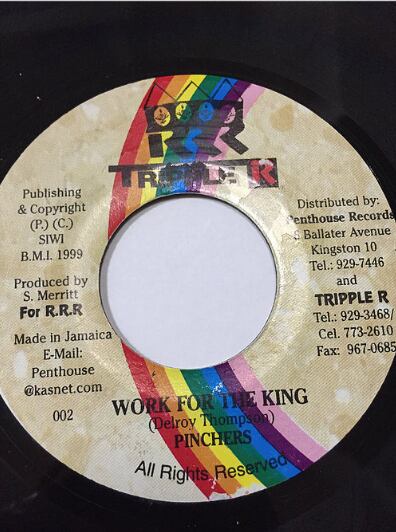 RRR
TRIPPLE R
Publishing
& Copyright
(P.) (C.)
SIWI
B.M.I. 1999
Produced by
S. Merritt
For R.R.R
Made in Jamaica
E-Mail:
Penthouse
@kasnet.com
002
Distributed by:
Penthouse Records
Ballater Avenue
Kingston 10
Tel.: 929-7446
and
TRIPPLE R
Tel.: 929-3468/
Cel. 773-2610
Fax: 967-0685
WORK FOR THE KING
(Delroy Thompson)
PINCHERS
All Rights Reserved